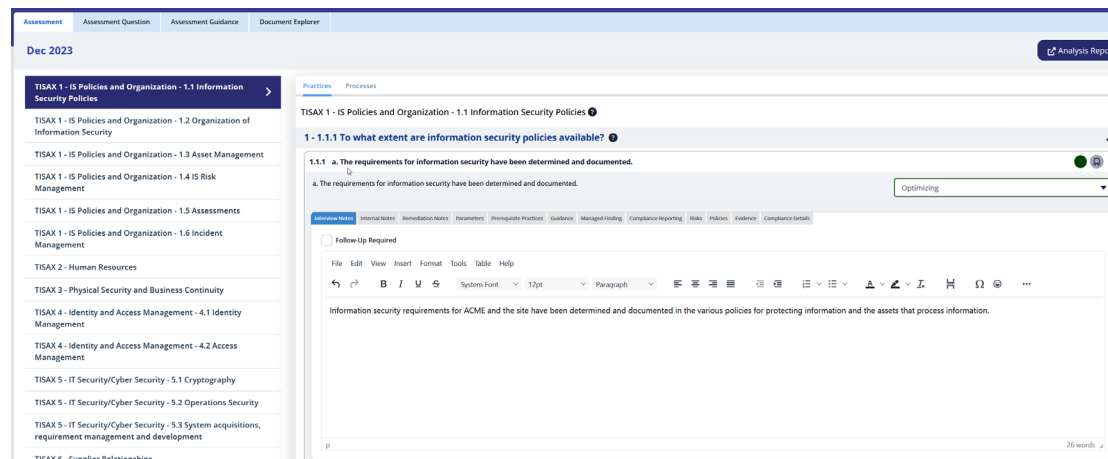 Assessment Assessment Question Assessment Guidance Document Explorer
Dec 2023
Analysis Repo
TISAX 1 - IS Policies and Organization - 1.1 Information
Security Policies
TISAX 1 - IS Policies and Organization - 1.2 Organization of
Information Security
TISAX 1 - IS Policies and Organization - 1.3 Asset Management
TISAX 1 - IS Policies and Organization - 1.4 IS Risk
Management
TISAX 1 - IS Policies and Organization - 1.5 Assessments
TISAX 1 - IS Policies and Organization - 1.6 Incident
Management
TISAX 2 - Human Resources
TISAX 3 - Physical Security and Business Continuity
TISAX 4 - Identity and Access Management - 4.1 Identity
Management
TISAX 4 - Identity and Access Management - 4.2 Access
Management
TISAX 5 - IT Security/Cyber Security - 5.1 Cryptography
TISAX 5 - IT Security/Cyber Security - 5.2 Operations Security
TISAX 5 - IT Security/Cyber Security - 5.3 System acquisitions,
requirement management and development
TISAX 6 - Supplier Relationships
Practices Processes
TISAX 1 - IS Policies and Organization - 1.1 Information Security Policies
1 - 1.1.1 To what extent are information security policies available?
1.1.1 a. The requirements for information security have been determined and documented.
a. The requirements for information security have been determined and documented.
Optimizing
Interview Notes Internal Notes Remediation Notes Parameters Prerequisite Practices Guidance Managed Finding Compliance Reporting Risks Policies Evidence Compliance Details
Follow-Up Required
File Edit View Insert Format Tools Table Help
B I U S System Font 12pt Paragraph A
Information security requirements for ACME and the site have been determined and documented in the various policies for protecting information and the assets that process information.
p 26 words